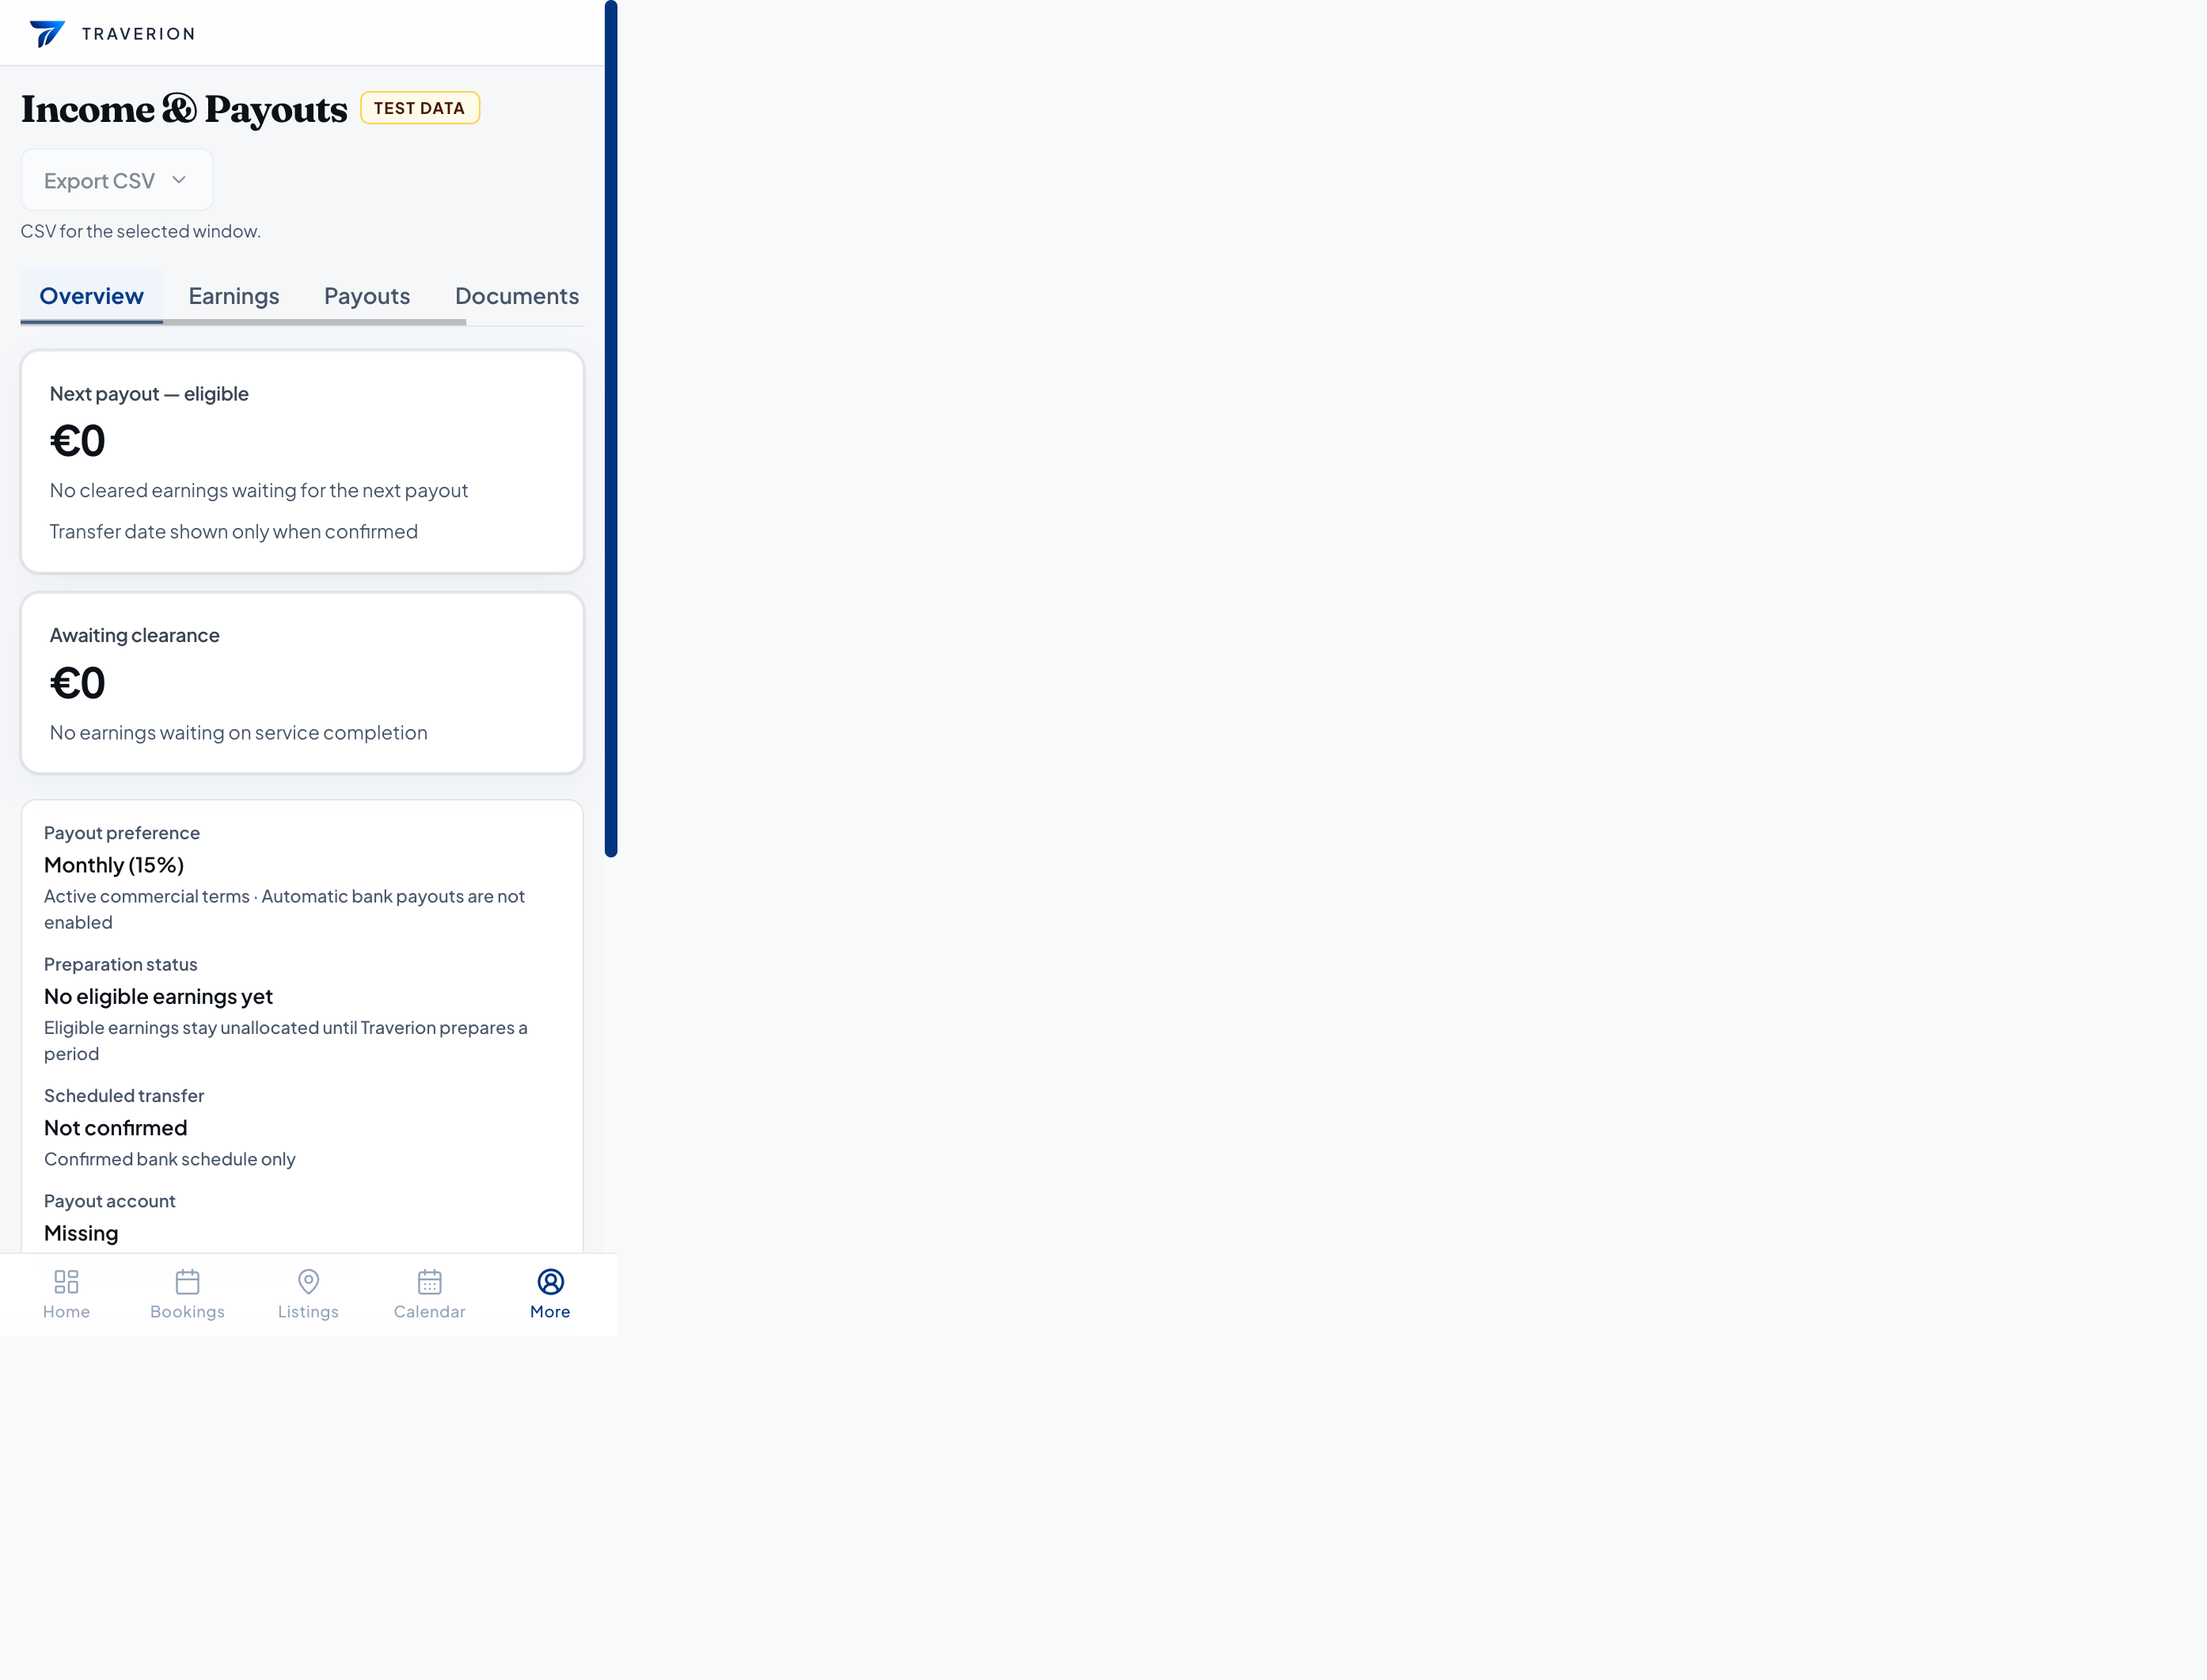 TRAVERION
Income & Payouts
TEST DATA
Export CSV
CSV for the selected window.
Overview
Earnings
Payouts
Documents
Next payout — eligible
€0
No cleared earnings waiting for the next payout
Transfer date shown only when confirmed
Awaiting clearance
€0
No earnings waiting on service completion
Payout preference
Monthly (15%)
Active commercial terms · Automatic bank payouts are not
enabled
Preparation status
No eligible earnings yet
Eligible earnings stay unallocated until Traverion prepares a
period
Scheduled transfer
Not confirmed
Confirmed bank schedule only
Payout account
Missing
Home
Bookings
Listings
Calendar
More